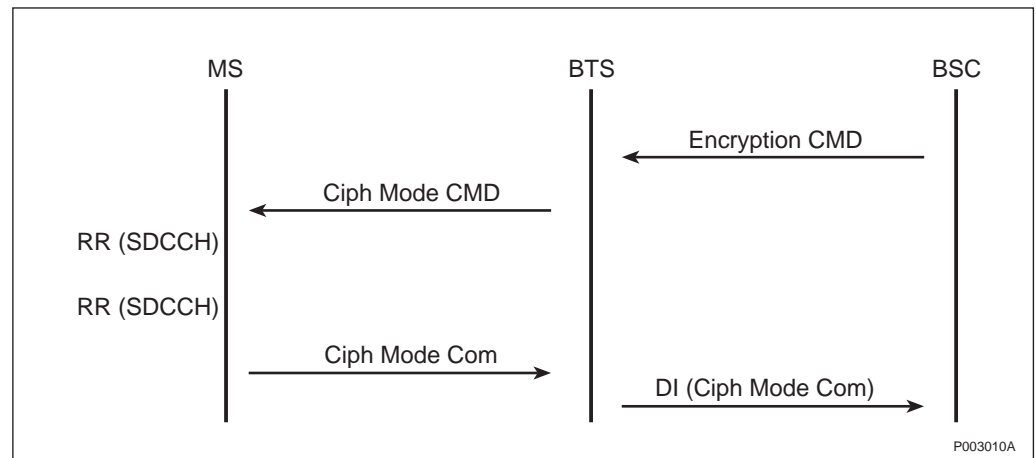 MS
BTS
BSC
Encryption CMD
Ciph Mode CMD
RR (SDCCH)
RR (SDCCH)
Ciph Mode Com
DI (Ciph Mode Com)
P003010A